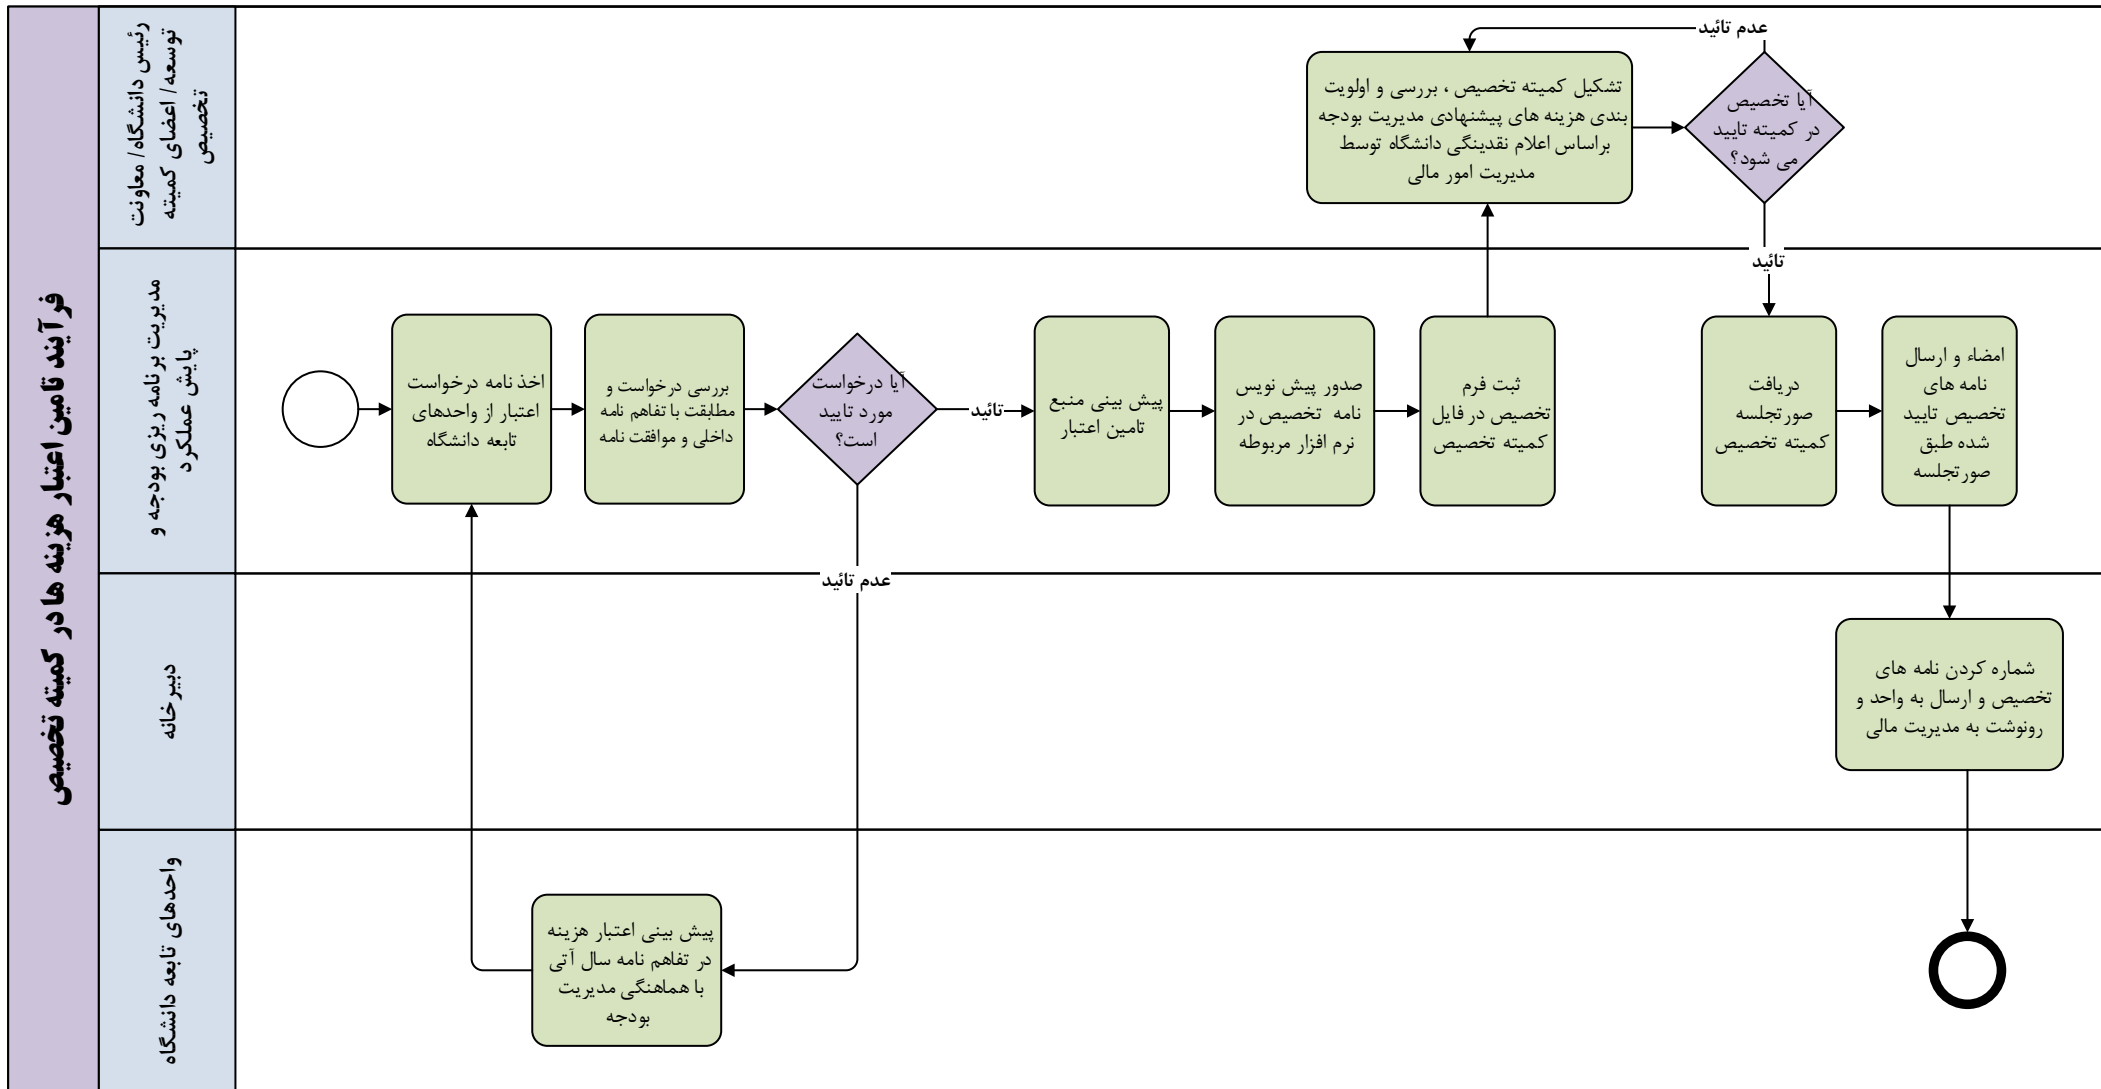 فرآیند تامین اعتبار هزینه ها در کمیته تخصیص
رئیس دانشگاه/ معاونت
توسعه/ اعضای کمیته
تخصیص
عدم تائید
تشکیل کمیته تخصیص ، بررسی و اولویت
بندی هزینه های پیشنهادی مدیریت بودجه
براساس اعلام نقدینگی دانشگاه توسط
مدیریت امور مالی
آیا تخصیص
در کمیته تایید
می شود؟
تائید
مدیریت برنامه ریزی بودجه و
پایش عملکرد
اخذ نامه درخواست
اعتبار از واحدهای
تابعه دانشگاه
بررسی درخواست و
مطابقت با تفاهم نامه
داخلی و موافقت نامه
آیا درخواست
مورد تایید
است؟
تائید
پیش بینی منبع
تامین اعتبار
صدور پیش نویس
نامه تخصیص در
نرم افزار مربوطه
ثبت فرم
تخصیص در فایل
کمیته تخصیص
دریافت
صورتجلسه
کمیته تخصیص
امضاء و ارسال
نامه های
تخصیص تایید
شده طبق
صورتجلسه
عدم تائید
دبیرخانه
شماره کردن نامه های
تخصیص و ارسال به واحد و
رونوشت به مدیریت مالی
واحدهای تابعه دانشگاه
پیش بینی اعتبار هزینه
در تفاهم نامه سال آتی
با هماهنگی مدیریت
بودجه